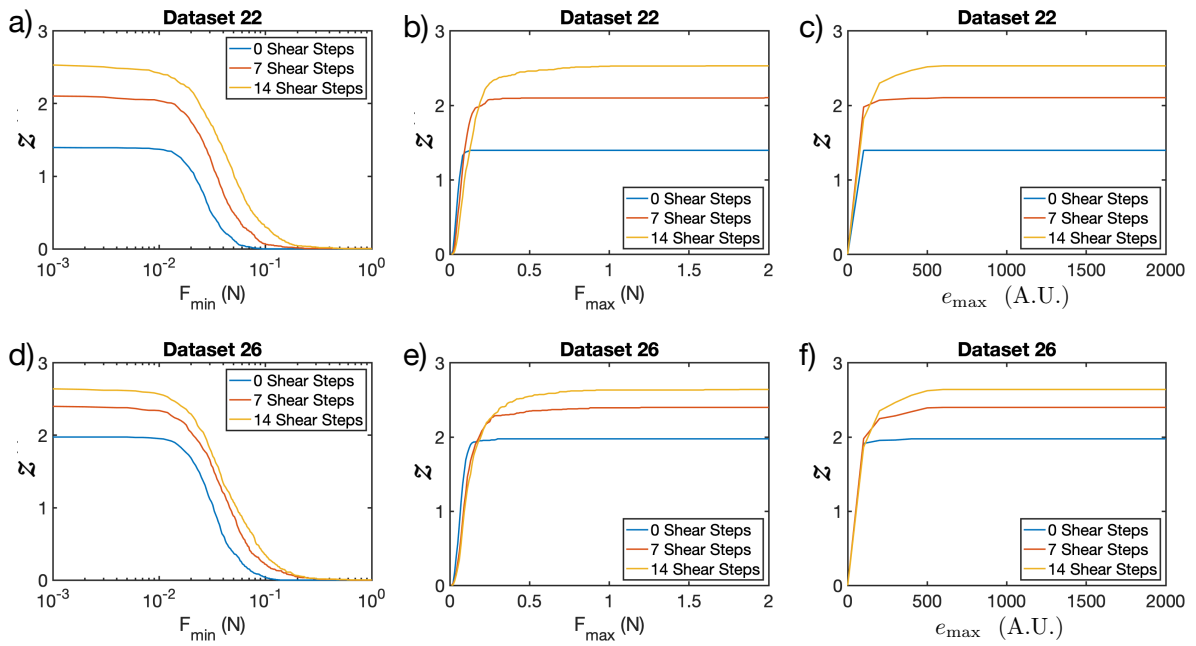 a) Dataset 22
3
2
1
0
z
0 Shear Steps
7 Shear Steps
14 Shear Steps
10^-3 10^-2 10^-1 10^0
F_min (N)
b) Dataset 22
3
2
1
0
z
0 Shear Steps
7 Shear Steps
14 Shear Steps
0 0.5 1 1.5 2
F_max (N)
c) Dataset 22
3
2
1
0
z
0 Shear Steps
7 Shear Steps
14 Shear Steps
0 500 1000 1500 2000
e_max (A.U.)
d) Dataset 26
3
2
1
0
z
0 Shear Steps
7 Shear Steps
14 Shear Steps
10^-3 10^-2 10^-1 10^0
F_min (N)
e) Dataset 26
3
2
1
0
z
0 Shear Steps
7 Shear Steps
14 Shear Steps
0 0.5 1 1.5 2
F_max (N)
f) Dataset 26
3
2
1
0
z
0 Shear Steps
7 Shear Steps
14 Shear Steps
0 500 1000 1500 2000
e_max (A.U.)